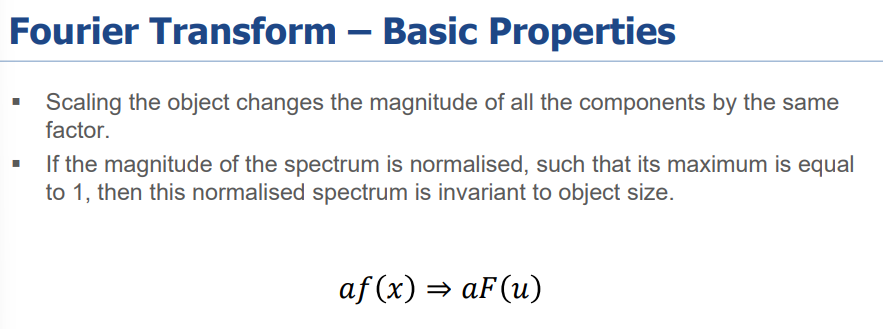 Fourier Transform – Basic Properties
▪ Scaling the object changes the magnitude of all the components by the same
factor.
▪ If the magnitude of the spectrum is normalised, such that its maximum is equal
to 1, then this normalised spectrum is invariant to object size.
af(x) ⇒ aF(u)